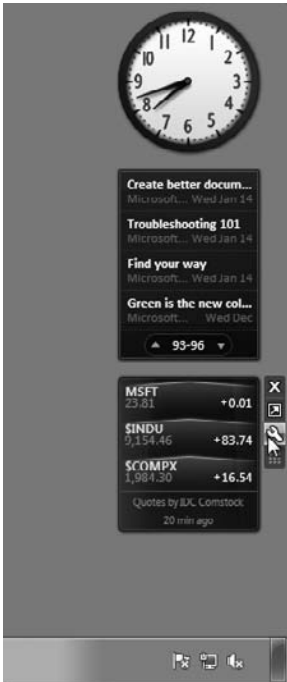 11 12 1
10 2
9 3
8 4
7 6 5
Create better docum...
Microsoft... Wed Jan 14
Troubleshooting 101
Microsoft... Wed Jan 14
Find your way
Microsoft... Wed Jan 14
Green is the new col...
Microsoft... Wed Dec
93-96
MSFT
23.81 +0.01
$INDU
9,154.46 +83.74
$COMPX
1,984.30 +16.54
Quotes by IDC Comstock
20 min ago